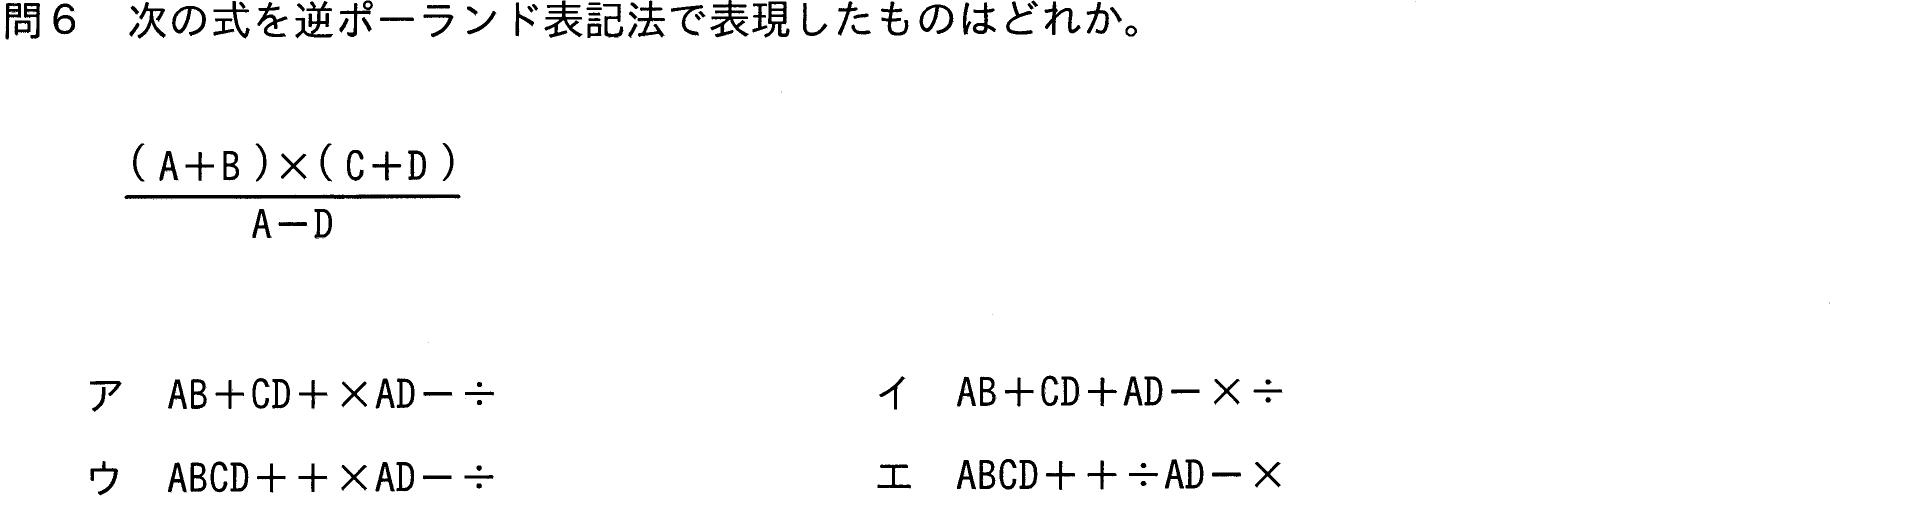 問６　次の式を逆ポーランド表記法で表現したものはどれか。
（A＋B）×（C＋D）
A－D
ア　AB＋CD＋×AD－÷　イ　AB＋CD＋AD－×÷
ウ　ABCD＋＋×AD－÷　エ　ABCD＋＋÷AD－×